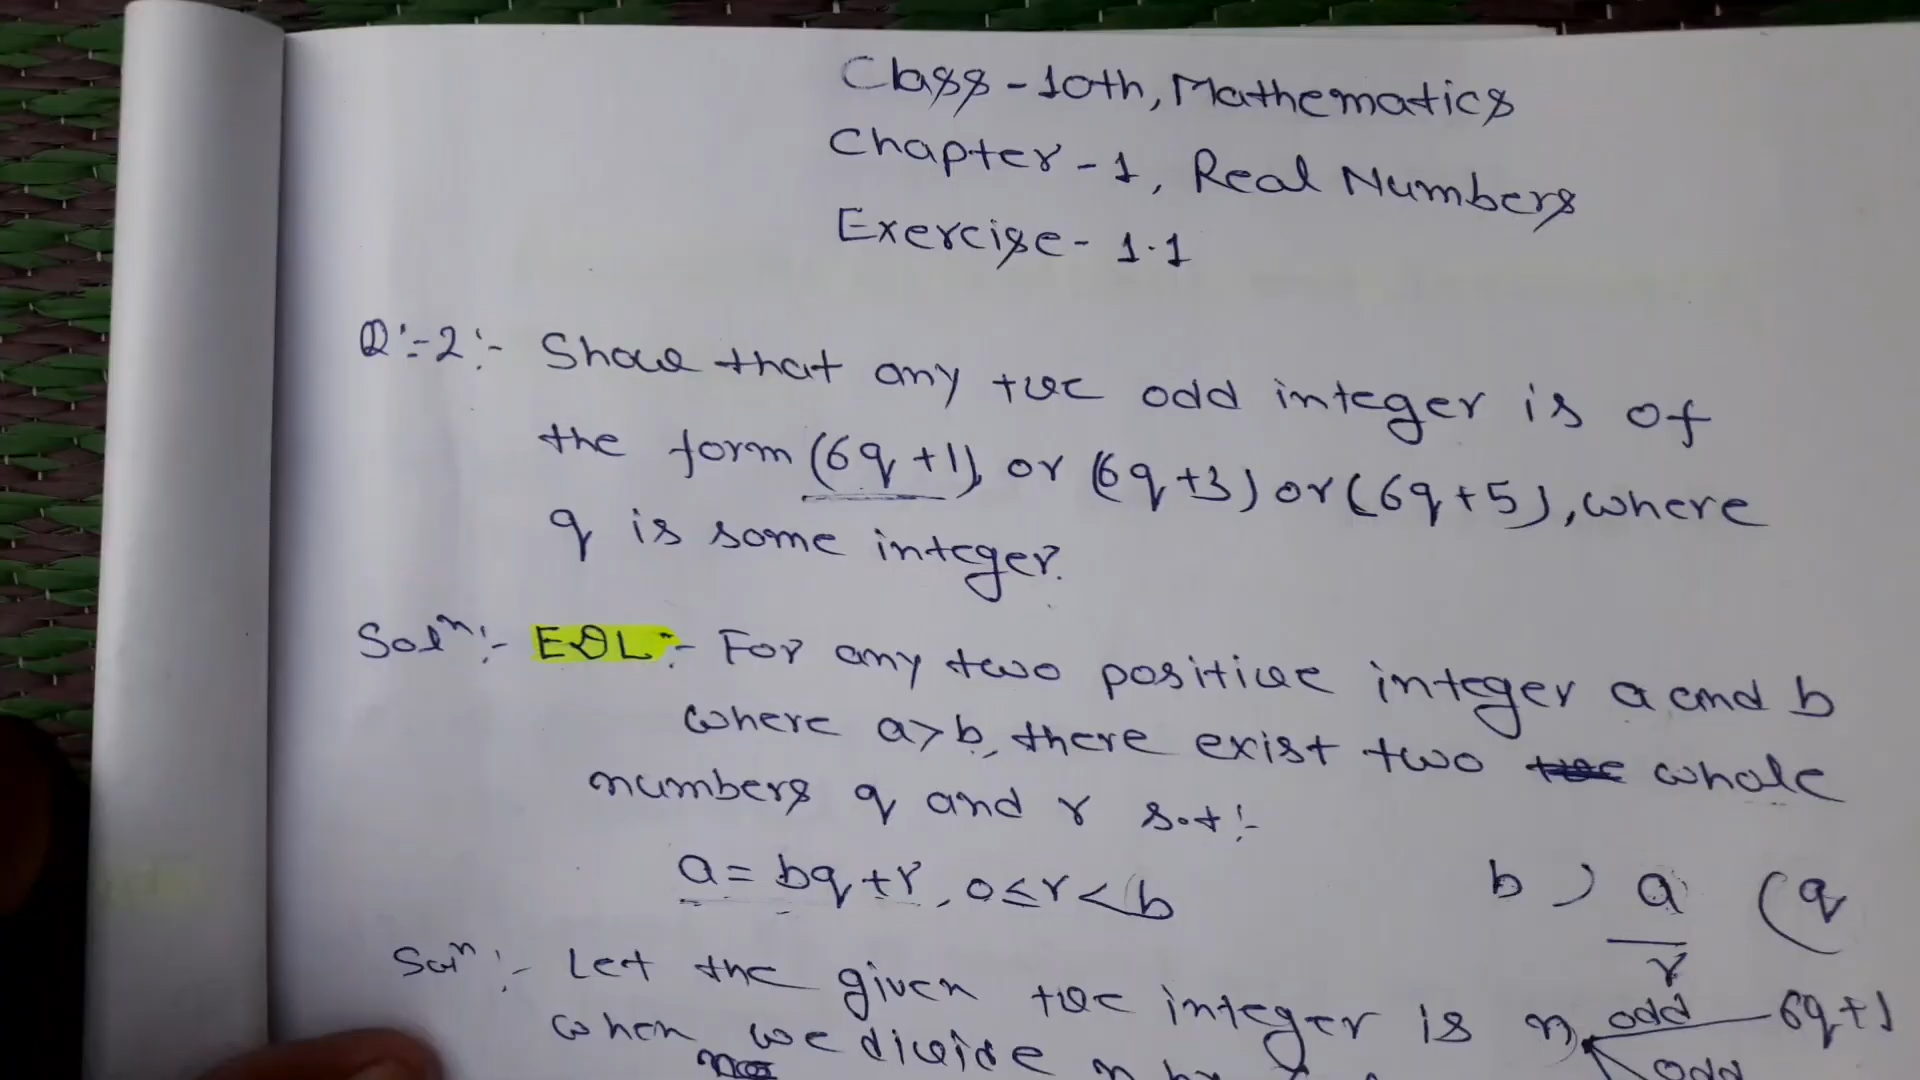 Class-10th, Mathematics
Chapter-1, Real Numbers
Exercise- 1.1
Q:-2:- Show that any +ve odd integer is of
the form (6q+1), or (6q+3) or (6q+5), where
q is some integer.
Solⁿ:- EDL:- For any two positive integer a and b
where a>b, there exist two whole
numbers q and r s.t:-
a = bq+r, 0≤r<b
b ) a ( q
r
Solⁿ:- Let the given +ve integer is n, odd 6q+1
when we divide n by
odd